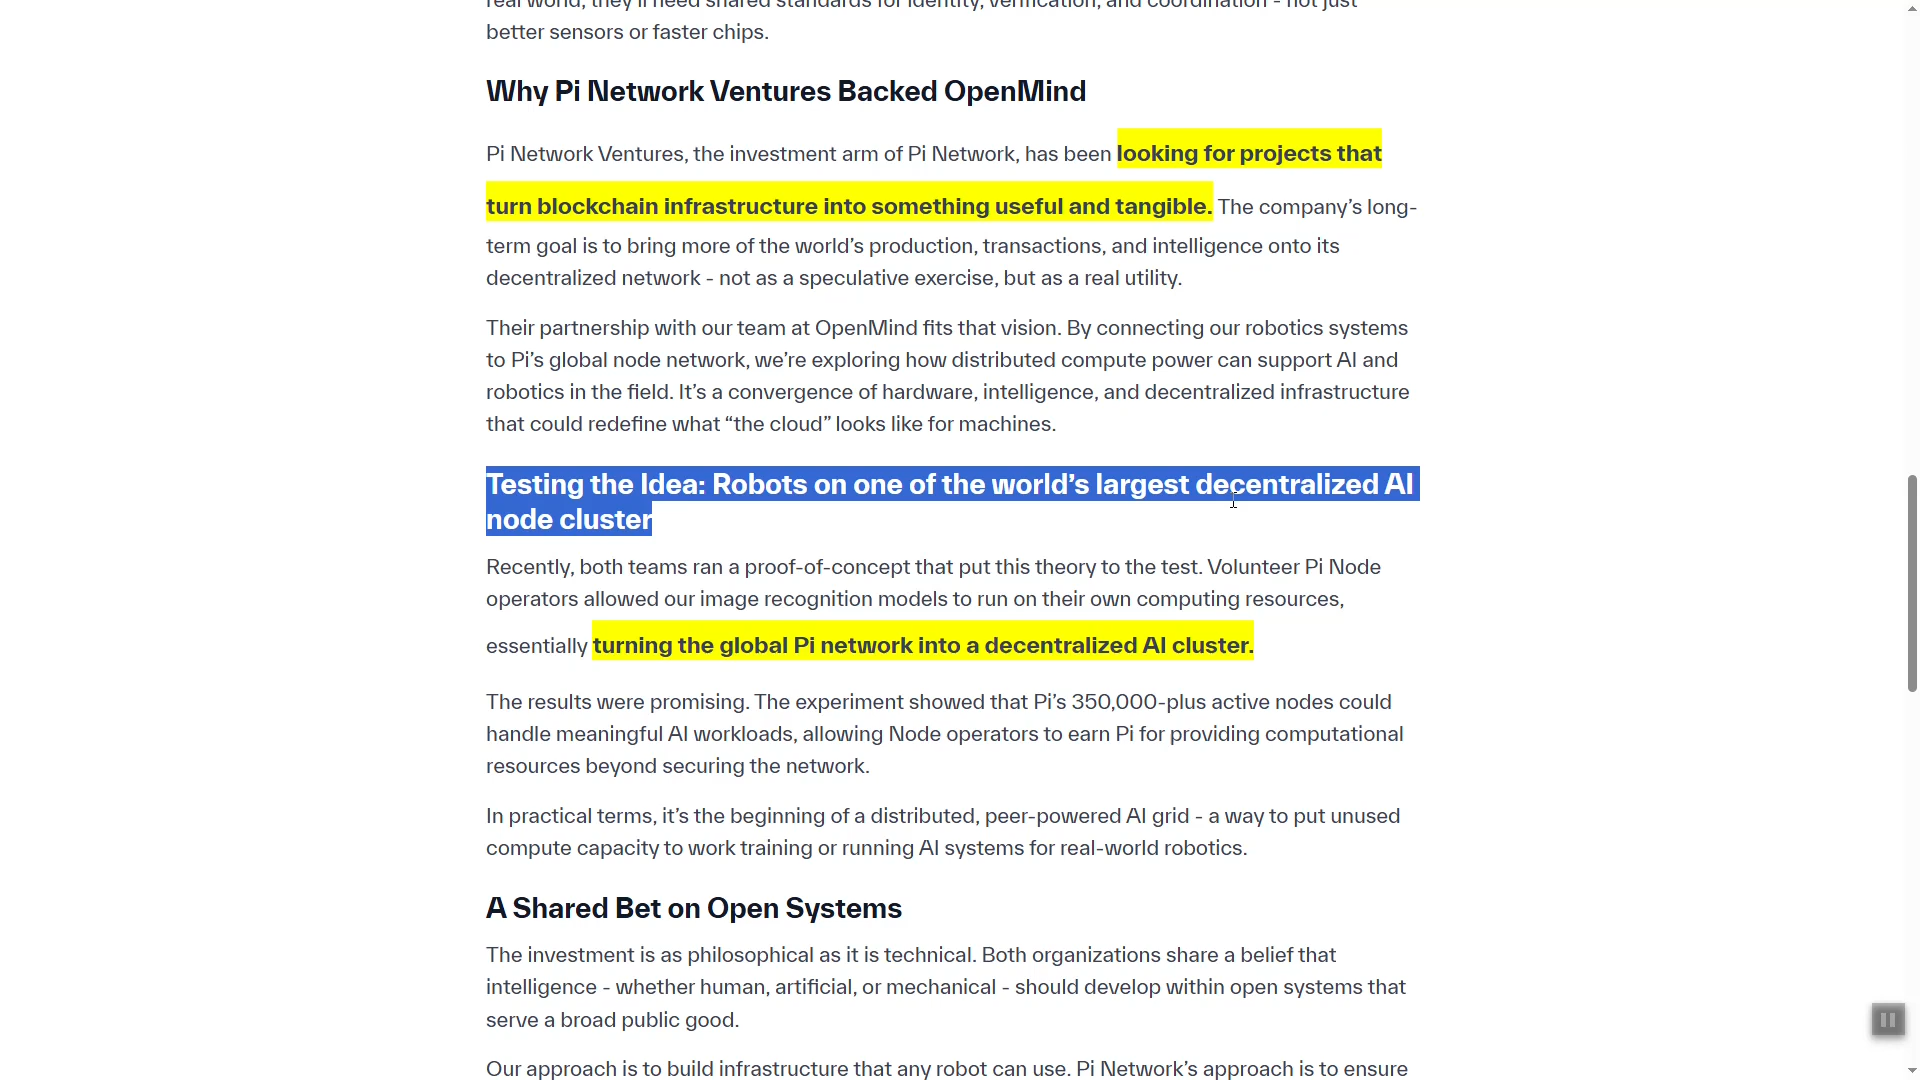 real world, they'll need shared standards for identity, verification, and coordination - not just
better sensors or faster chips.
Why Pi Network Ventures Backed OpenMind
Pi Network Ventures, the investment arm of Pi Network, has been looking for projects that
turn blockchain infrastructure into something useful and tangible. The company’s long-
term goal is to bring more of the world’s production, transactions, and intelligence onto its
decentralized network - not as a speculative exercise, but as a real utility.
Their partnership with our team at OpenMind fits that vision. By connecting our robotics systems
to Pi’s global node network, we’re exploring how distributed compute power can support AI and
robotics in the field. It’s a convergence of hardware, intelligence, and decentralized infrastructure
that could redefine what “the cloud” looks like for machines.
Testing the Idea: Robots on one of the world’s largest decentralized AI
node cluster
Recently, both teams ran a proof-of-concept that put this theory to the test. Volunteer Pi Node
operators allowed our image recognition models to run on their own computing resources,
essentially turning the global Pi network into a decentralized AI cluster.
The results were promising. The experiment showed that Pi’s 350,000-plus active nodes could
handle meaningful AI workloads, allowing Node operators to earn Pi for providing computational
resources beyond securing the network.
In practical terms, it’s the beginning of a distributed, peer-powered AI grid - a way to put unused
compute capacity to work training or running AI systems for real-world robotics.
A Shared Bet on Open Systems
The investment is as philosophical as it is technical. Both organizations share a belief that
intelligence - whether human, artificial, or mechanical - should develop within open systems that
serve a broad public good.
Our approach is to build infrastructure that any robot can use. Pi Network’s approach is to ensure